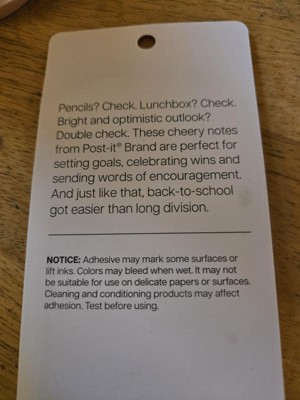 Pencils? Check. Lunchbox? Check.
Bright and optimistic outlook?
Double check. These cheery notes
from Post-it® Brand are perfect for
setting goals, celebrating wins and
sending words of encouragement.
And just like that, back-to-school
got easier than long division.
NOTICE: Adhesive may mark some surfaces or
lift inks. Colors may bleed when wet. It may not
be suitable for use on delicate papers or surfaces.
Cleaning and conditioning products may affect
adhesion. Test before using.